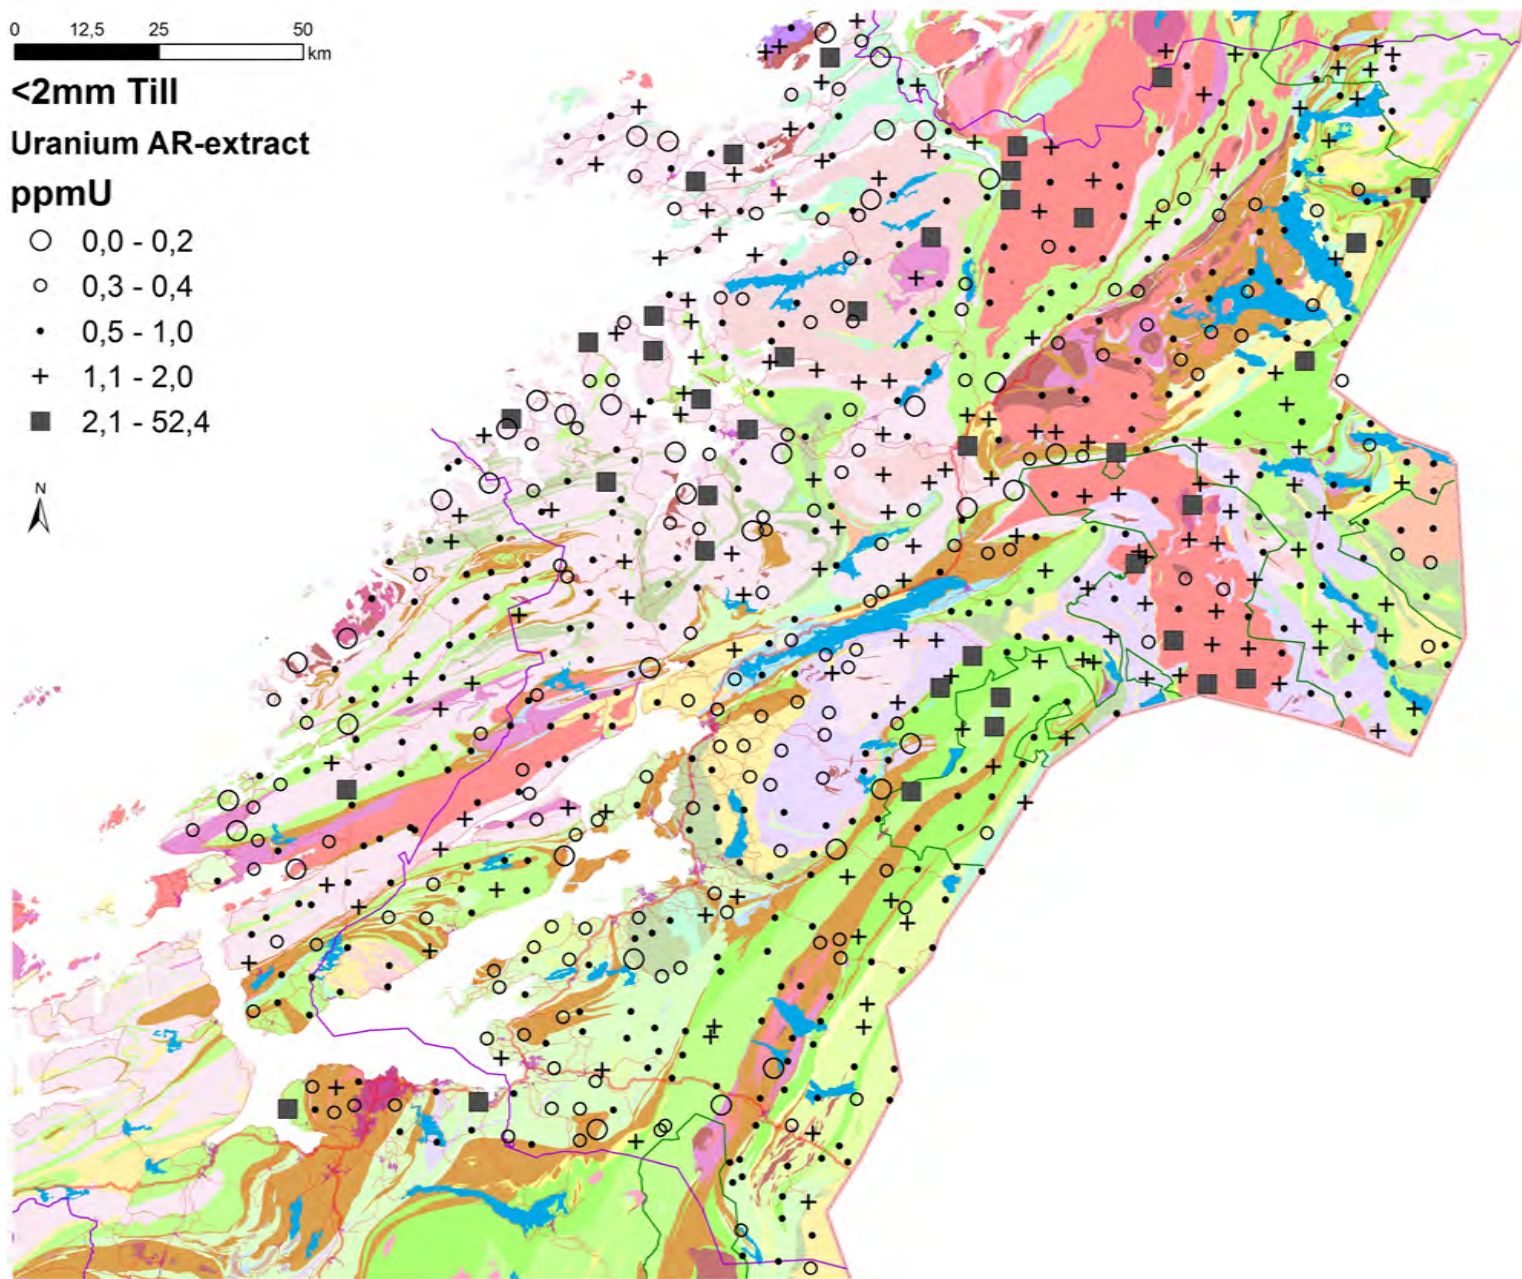 0 12,5 25 50
km
<2mm Till
Uranium AR-extract
ppmU
0,0 - 0,2
0,3 - 0,4
0,5 - 1,0
1,1 - 2,0
2,1 - 52,4
N